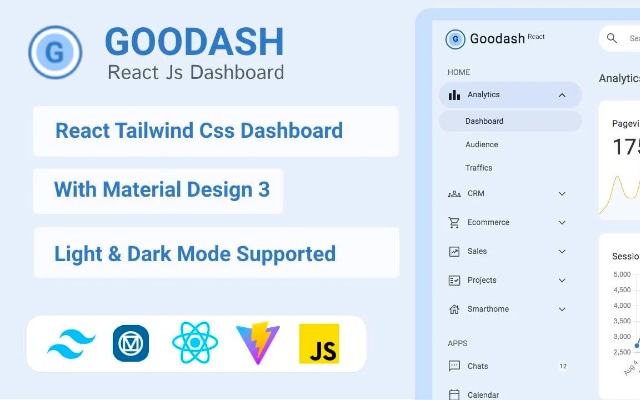 G
GOODASH
React Js Dashboard
React Tailwind Css Dashboard
With Material Design 3
Light & Dark Mode Supported
JS
G
Goodash React
HOME
Analytics
Dashboard
Audience
Traffics
CRM
Ecommerce
Sales
Projects
Smarthome
APPS
Chats 12
Calendar
Sea
Analytics
Pagevi
175
Session
5,000
4,500
4,000
3,500
3,000
2,500
Aug 4